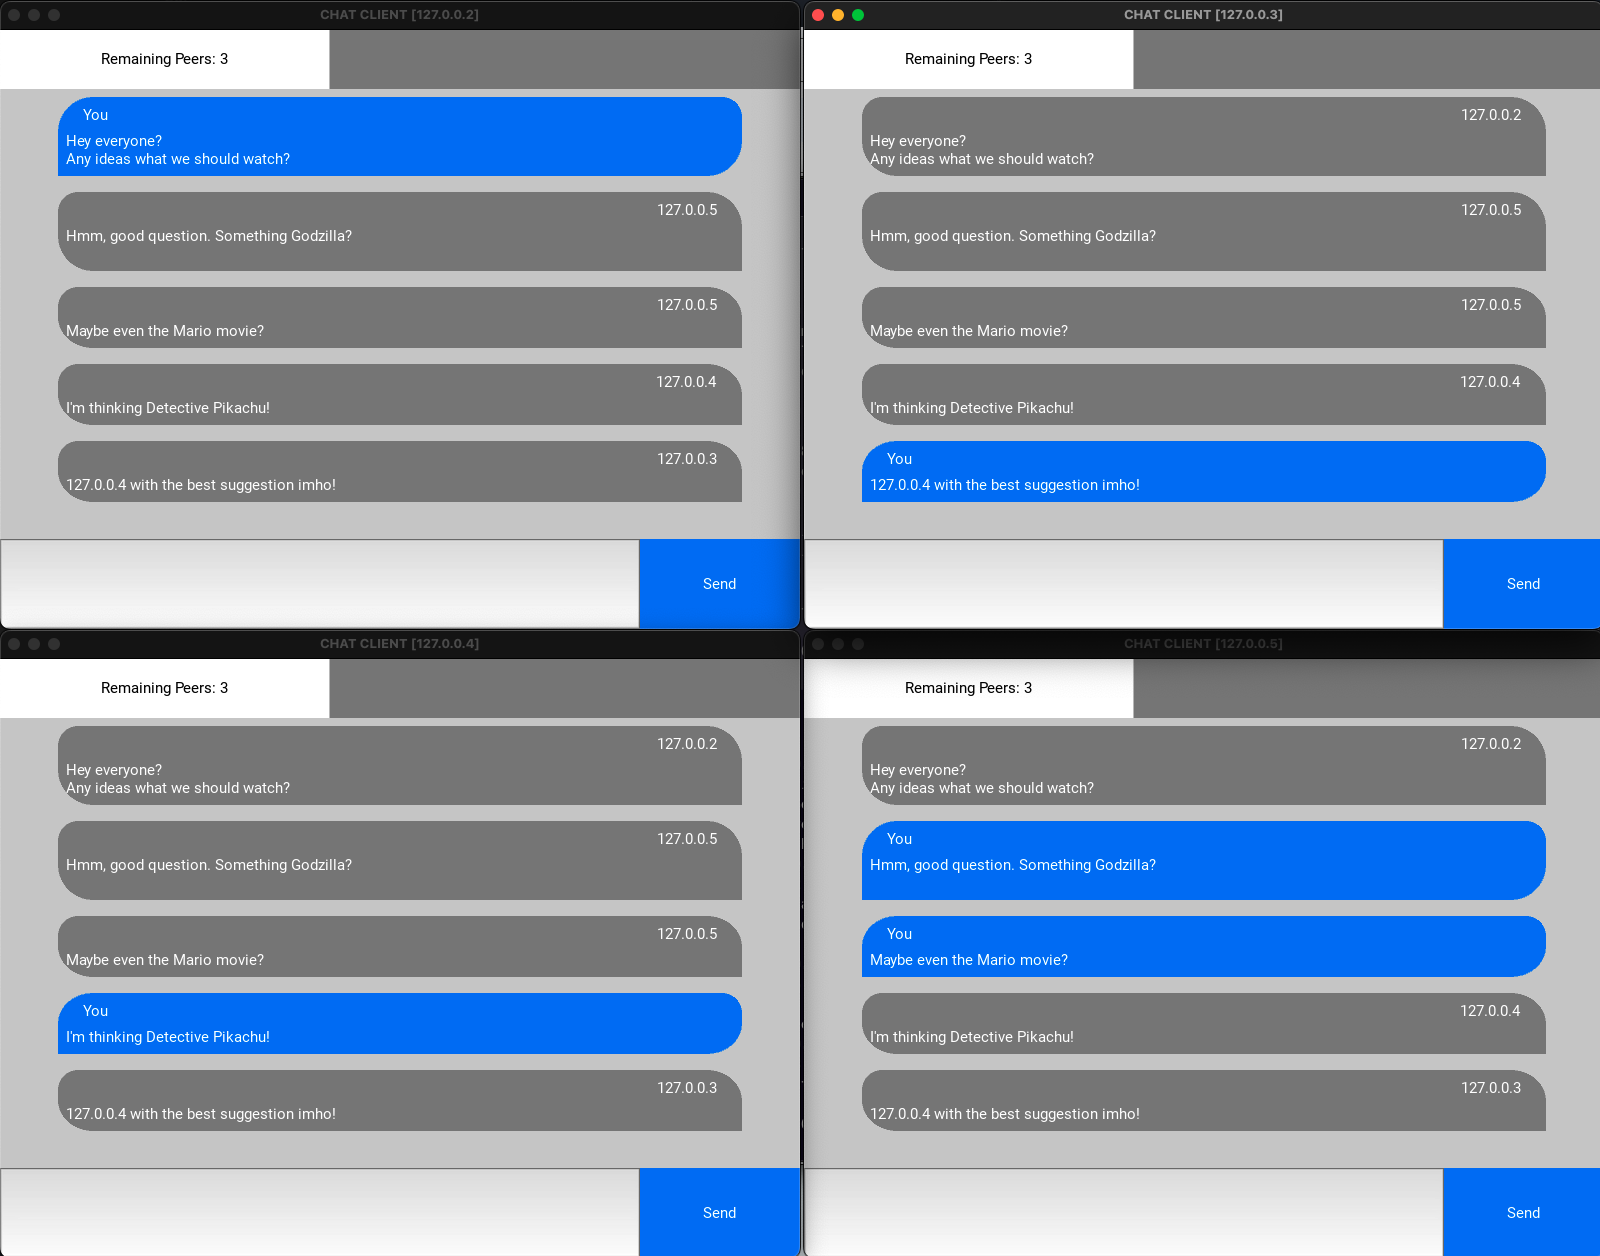 CHAT CLIENT [127.0.0.2]
Remaining Peers: 3
You
Hey everyone?
Any ideas what we should watch?
127.0.0.5
Hmm, good question. Something Godzilla?
127.0.0.5
Maybe even the Mario movie?
127.0.0.4
I'm thinking Detective Pikachu!
127.0.0.3
127.0.0.4 with the best suggestion imho!
Send
CHAT CLIENT [127.0.0.3]
Remaining Peers: 3
127.0.0.2
Hey everyone?
Any ideas what we should watch?
127.0.0.5
Hmm, good question. Something Godzilla?
127.0.0.5
Maybe even the Mario movie?
127.0.0.4
I'm thinking Detective Pikachu!
You
127.0.0.4 with the best suggestion imho!
Send
CHAT CLIENT [127.0.0.4]
Remaining Peers: 3
127.0.0.2
Hey everyone?
Any ideas what we should watch?
127.0.0.5
Hmm, good question. Something Godzilla?
127.0.0.5
Maybe even the Mario movie?
You
I'm thinking Detective Pikachu!
127.0.0.3
127.0.0.4 with the best suggestion imho!
Send
CHAT CLIENT [127.0.0.5]
Remaining Peers: 3
127.0.0.2
Hey everyone?
Any ideas what we should watch?
You
Hmm, good question. Something Godzilla?
You
Maybe even the Mario movie?
127.0.0.4
I'm thinking Detective Pikachu!
127.0.0.3
127.0.0.4 with the best suggestion imho!
Send